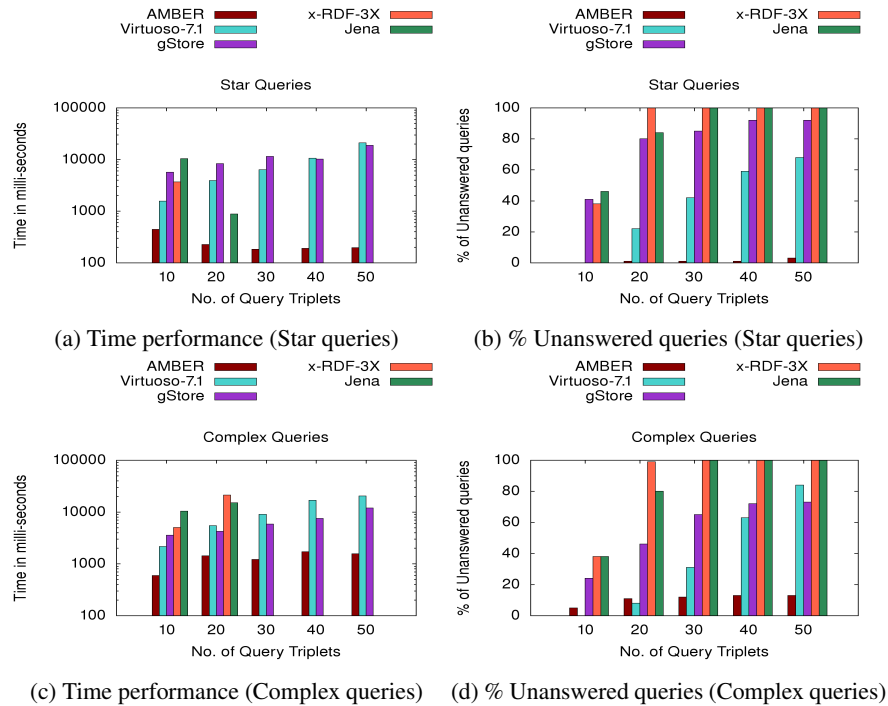 AMBER
Virtuoso-7.1
gStore
x-RDF-3X
Jena
Star Queries
Time in milli-seconds
100000
10000
1000
100
10 20 30 40 50
No. of Query Triplets
(a) Time performance (Star queries)
AMBER
Virtuoso-7.1
gStore
x-RDF-3X
Jena
Star Queries
% of Unanswered queries
100
80
60
40
20
0
10 20 30 40 50
No. of Query Triplets
(b) % Unanswered queries (Star queries)
AMBER
Virtuoso-7.1
gStore
x-RDF-3X
Jena
Complex Queries
Time in milli-seconds
100000
10000
1000
100
10 20 30 40 50
No. of Query Triplets
(c) Time performance (Complex queries)
AMBER
Virtuoso-7.1
gStore
x-RDF-3X
Jena
Complex Queries
% of Unanswered queries
100
80
60
40
20
0
10 20 30 40 50
No. of Query Triplets
(d) % Unanswered queries (Complex queries)